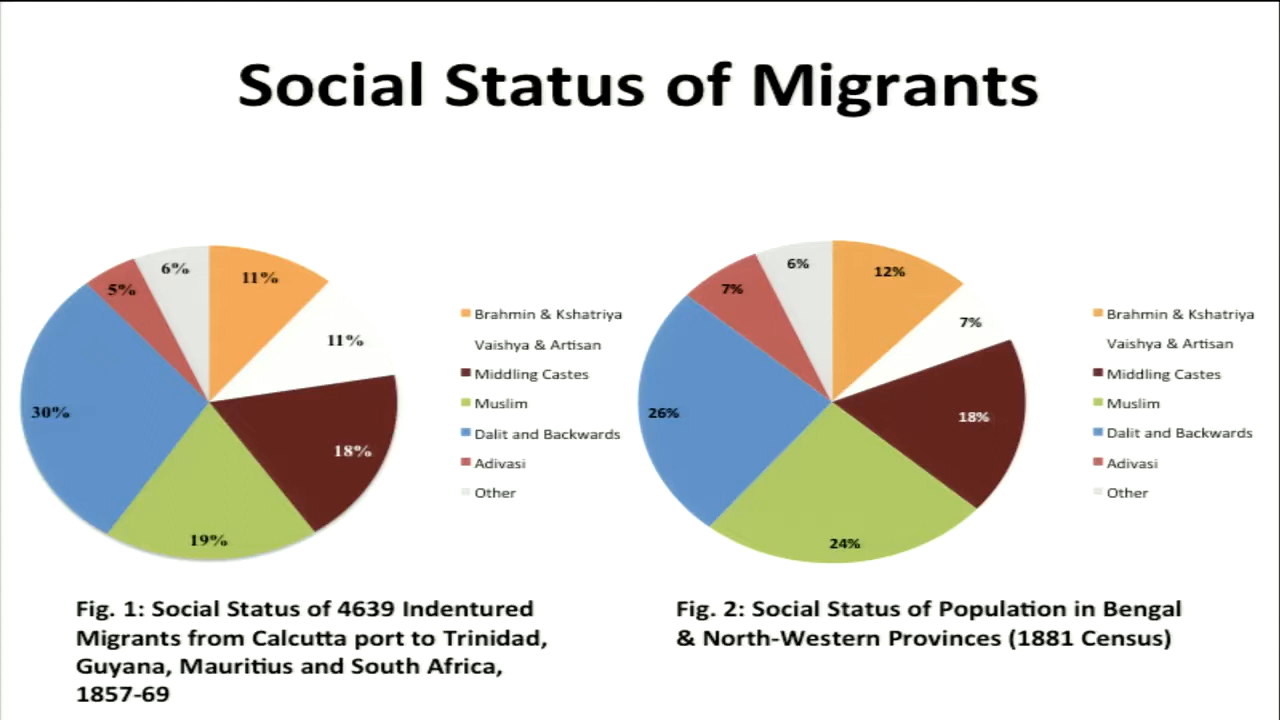 Social Status of Migrants
11%
11%
18%
19%
30%
5%
6%
Brahmin & Kshatriya
Vaishya & Artisan
Middling Castes
Muslim
Dalit and Backwards
Adivasi
Other
12%
7%
18%
24%
26%
7%
6%
Brahmin & Kshatriya
Vaishya & Artisan
Middling Castes
Muslim
Dalit and Backwards
Adivasi
Other
Fig. 1: Social Status of 4639 Indentured
Migrants from Calcutta port to Trinidad,
Guyana, Mauritius and South Africa,
1857-69
Fig. 2: Social Status of Population in Bengal
& North-Western Provinces (1881 Census)